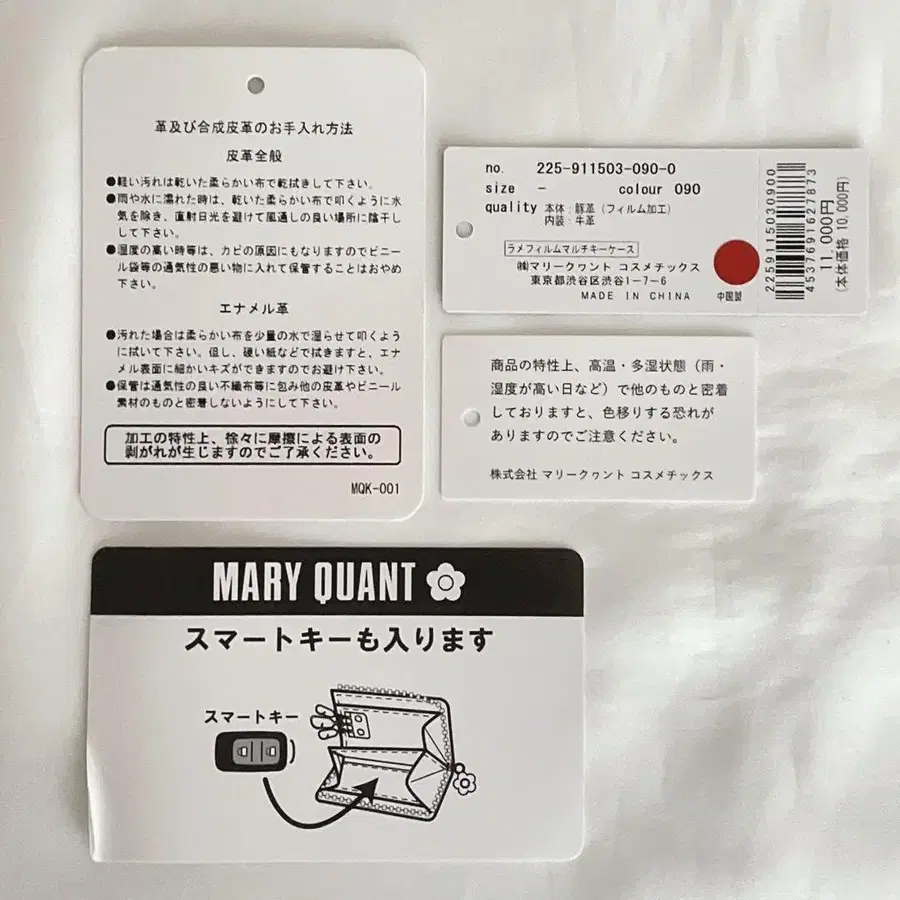 革及び合成皮革のお手入れ方法
皮革全般
●軽い汚れは乾いた柔らかい布で乾拭きして下さい。
●雨や水に濡れた時は、乾いた柔らかい布で叩くように水
気を除き、直射日光を避けて風通しの良い場所に陰干し
して下さい。
●湿度の高い時等は、カビの原因にもなりますのでビニー
ル袋等の通気性の悪い物に入れて保管することはおやめ
下さい。
エナメル革
●汚れた場合は柔らかい布を少量の水で湿らせて叩くよう
に拭いて下さい。但し、硬い紙などで拭きますと、エナ
メル表面に細かいキズができますのでお避け下さい。
●保管は通気性の良い不織布等に包み他の皮革やビニール
素材のものと密着しないようにして下さい。
加工の特性上、徐々に摩擦による表面の
剥がれが生じますのでご了承ください。
MQK-001
no. 225-911503-090-0
size - colour 090
quality 本体:豚革(フィルム加工)
内装:牛革
ラメフィルムマルチキーケース
㈱マリークヮント コスメチックス
東京都渋谷区渋谷1-7-6
MADE IN CHINA 中国製
2259115030900
4537691627873
11,000円
(本体価格 10,000円)
商品の特性上、高温・多湿状態(雨・
湿度が高い日など)で他のものと密着
しておりますと、色移りする恐れが
ありますのでご注意ください。
株式会社 マリークヮント コスメチックス
MARY QUANT
スマートキーも入ります
スマートキー